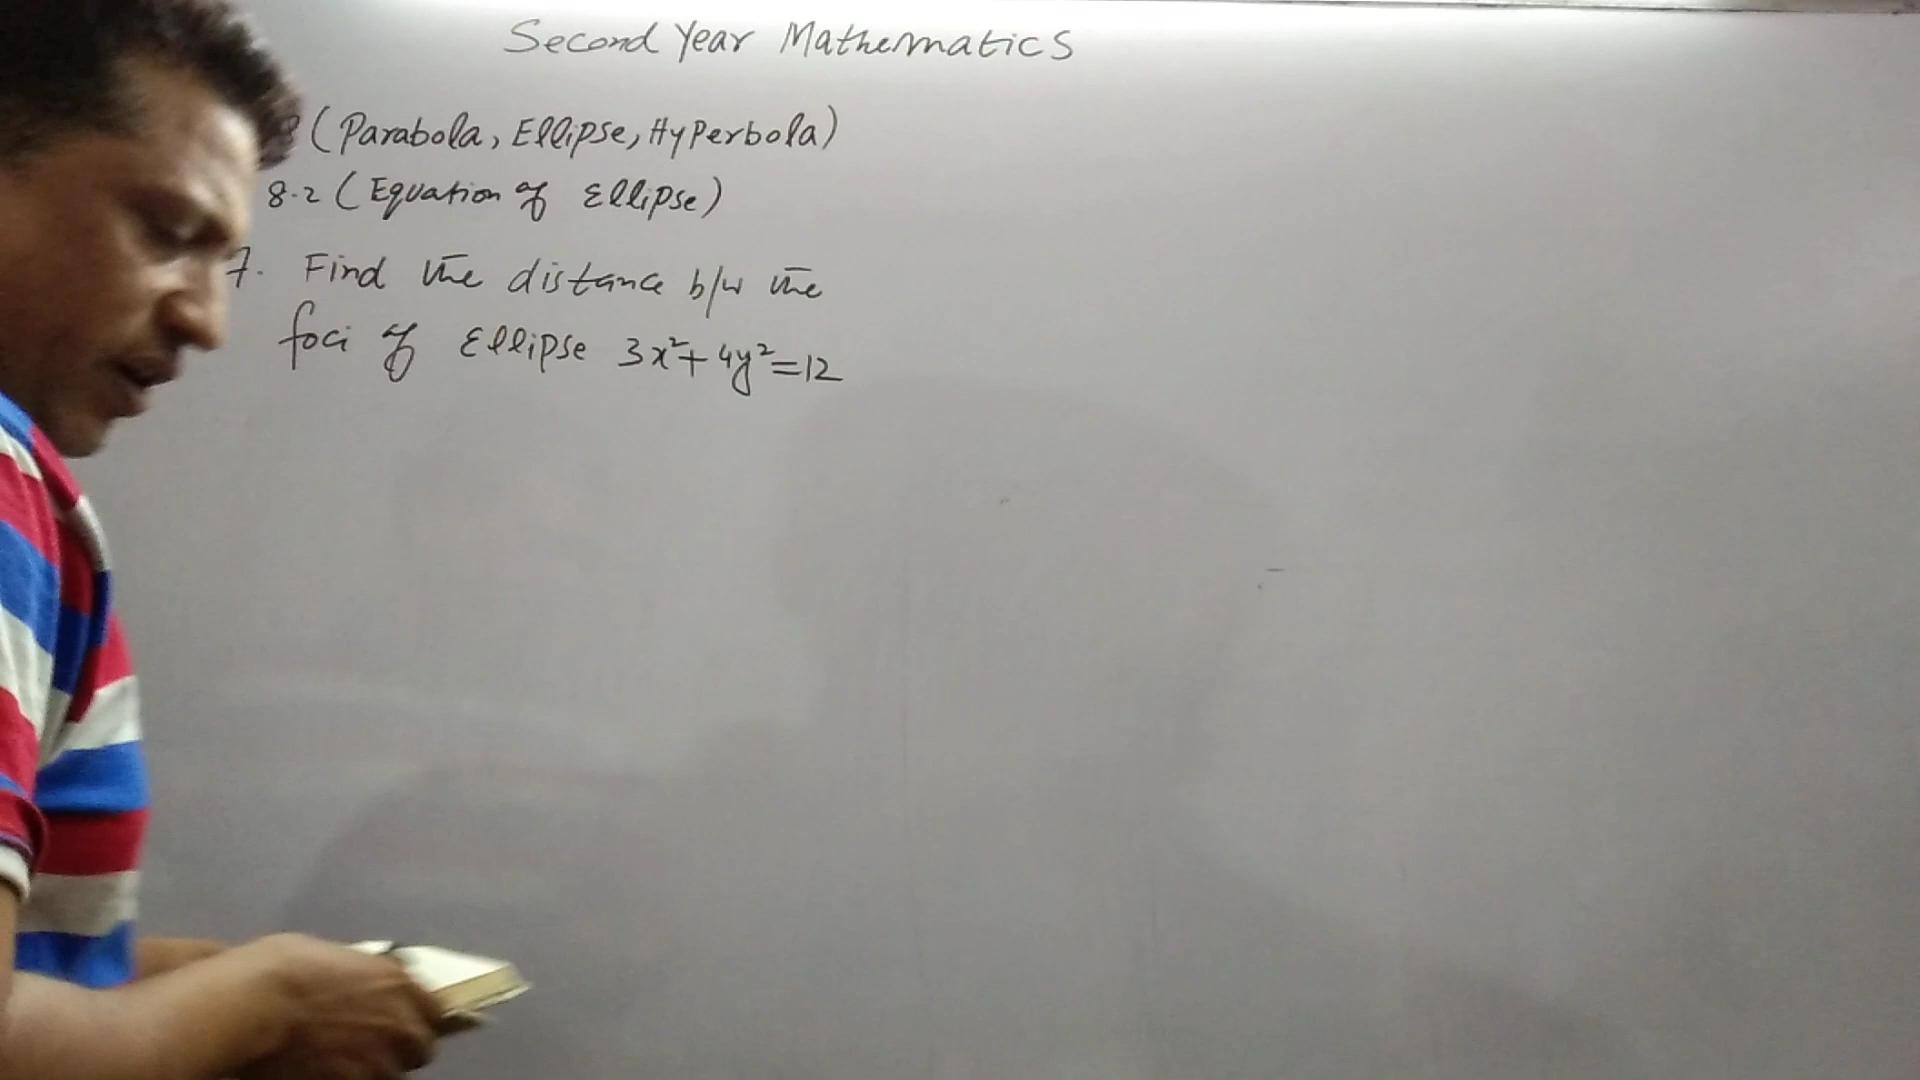 Second Year Mathematics
8 (Parabola, Ellipse, Hyperbola)
8.2 (Equation of Ellipse)
7. Find the distance b/w the
foci of Ellipse 3x²+4y²=12